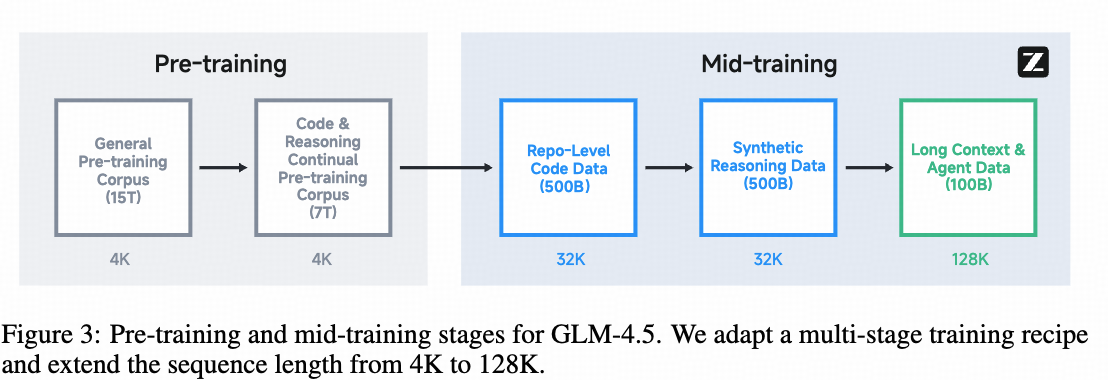 Pre-training
Mid-training
Z
General
Pre-training
Corpus
(15T)
Code &
Reasoning
Continual
Pre-training
Corpus
(7T)
Repo-Level
Code Data
(500B)
Synthetic
Reasoning Data
(500B)
Long Context &
Agent Data
(100B)
4K
4K
32K
32K
128K
Figure 3: Pre-training and mid-training stages for GLM-4.5. We adapt a multi-stage training recipe
and extend the sequence length from 4K to 128K.